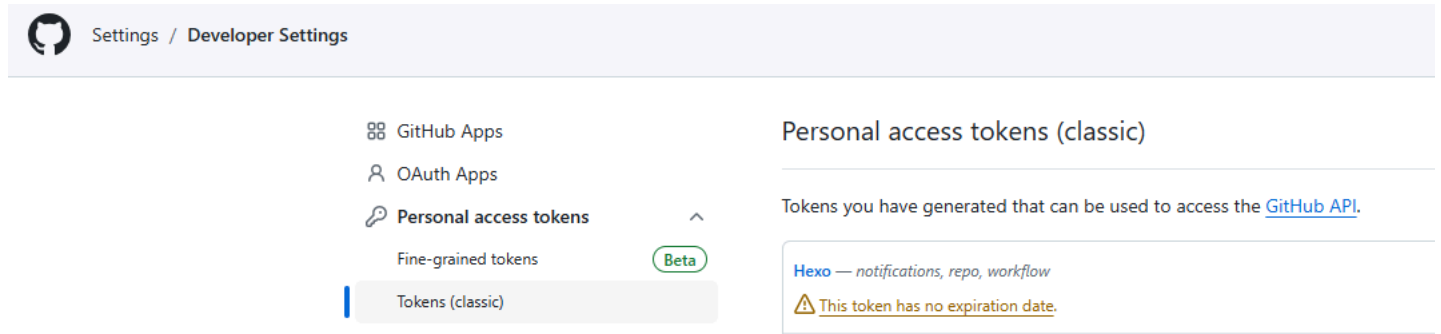 Settings / Developer Settings
GitHub Apps
OAuth Apps
Personal access tokens
Fine-grained tokens Beta
Tokens (classic)
Personal access tokens (classic)
Tokens you have generated that can be used to access the GitHub API.
Hexo — notifications, repo, workflow
This token has no expiration date.